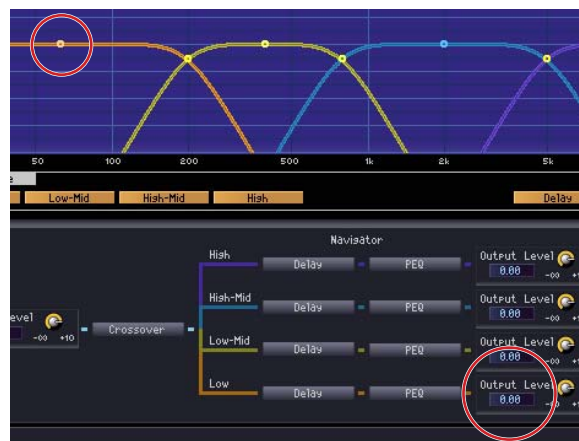 50 100 200 500 1k 2k 5k
Low-Mid High-Mid High Delay
Navigator
High Delay PEQ Output Level 0.00 -∞
High-Mid Delay PEQ Output Level 0.00 -∞
evel -∞ +10 Crossover
Low-Mid Delay PEQ Output Level 0.00 -∞
Low Delay PEQ Output Level 0.00 -∞